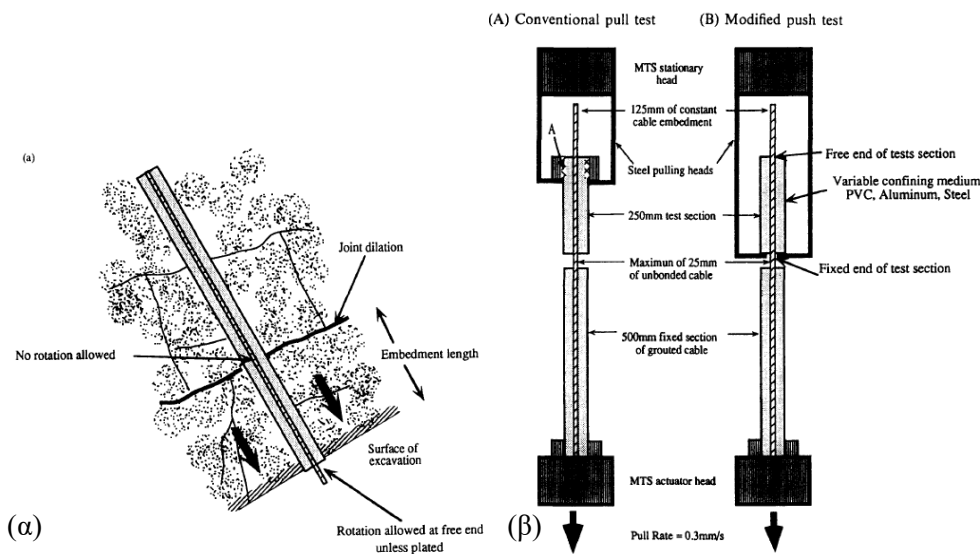 (a)
Joint dilation
No rotation allowed
Embedment length
Surface of
excavation
Rotation allowed at free end
unless plated
(α)
(A) Conventional pull test
(B) Modified push test
MTS stationary
head
125mm of constant
cable embedment
A
Steel pulling heads
Free end of tests section
Variable confining medium
PVC, Aluminum, Steel
250mm test section
Maximun of 25mm
of unbonded cable
Fixed end of test section
500mm fixed section
of grouted cable
MTS actuator head
Pull Rate = 0.3mm/s
(β)